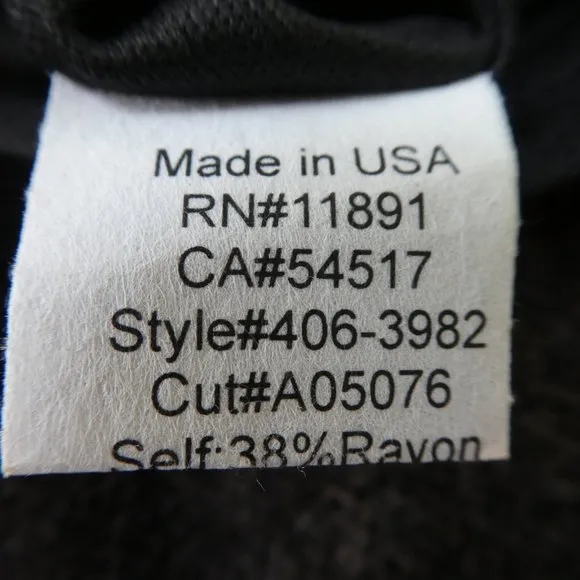 Made in USA
RN#11891
CA#54517
Style#406-3982
Cut#A05076
Self:38%Rayon